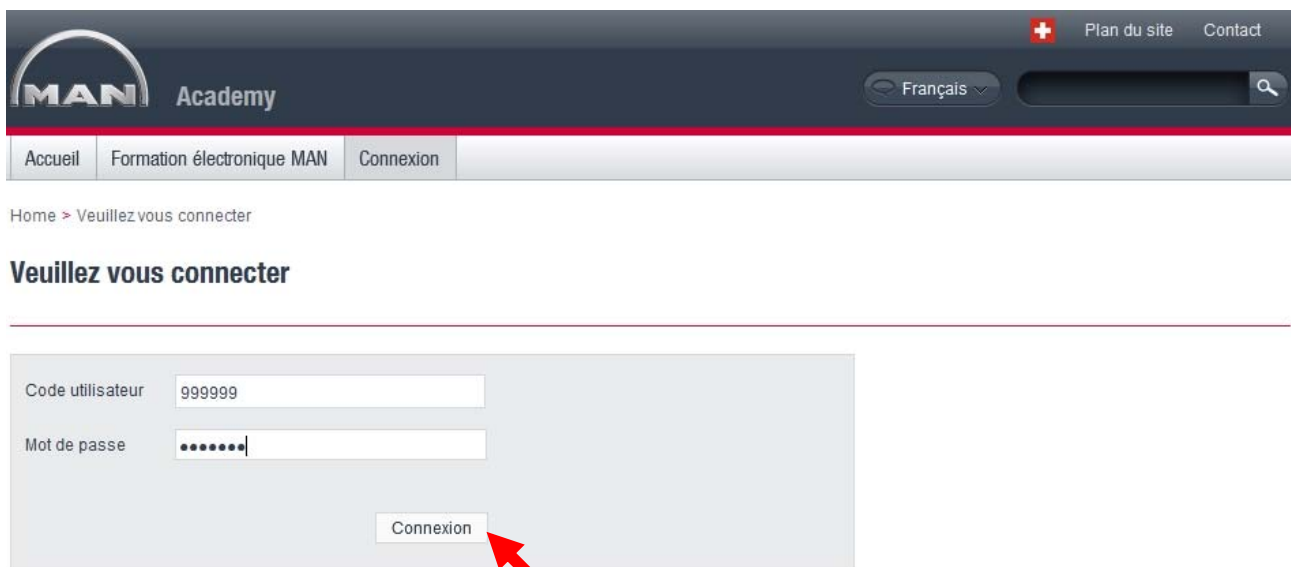 Plan du site Contact
MAN Academy
Français
Accueil Formation électronique MAN Connexion
Home > Veuillez vous connecter
Veuillez vous connecter
Code utilisateur 999999
Mot de passe •••••••
Connexion